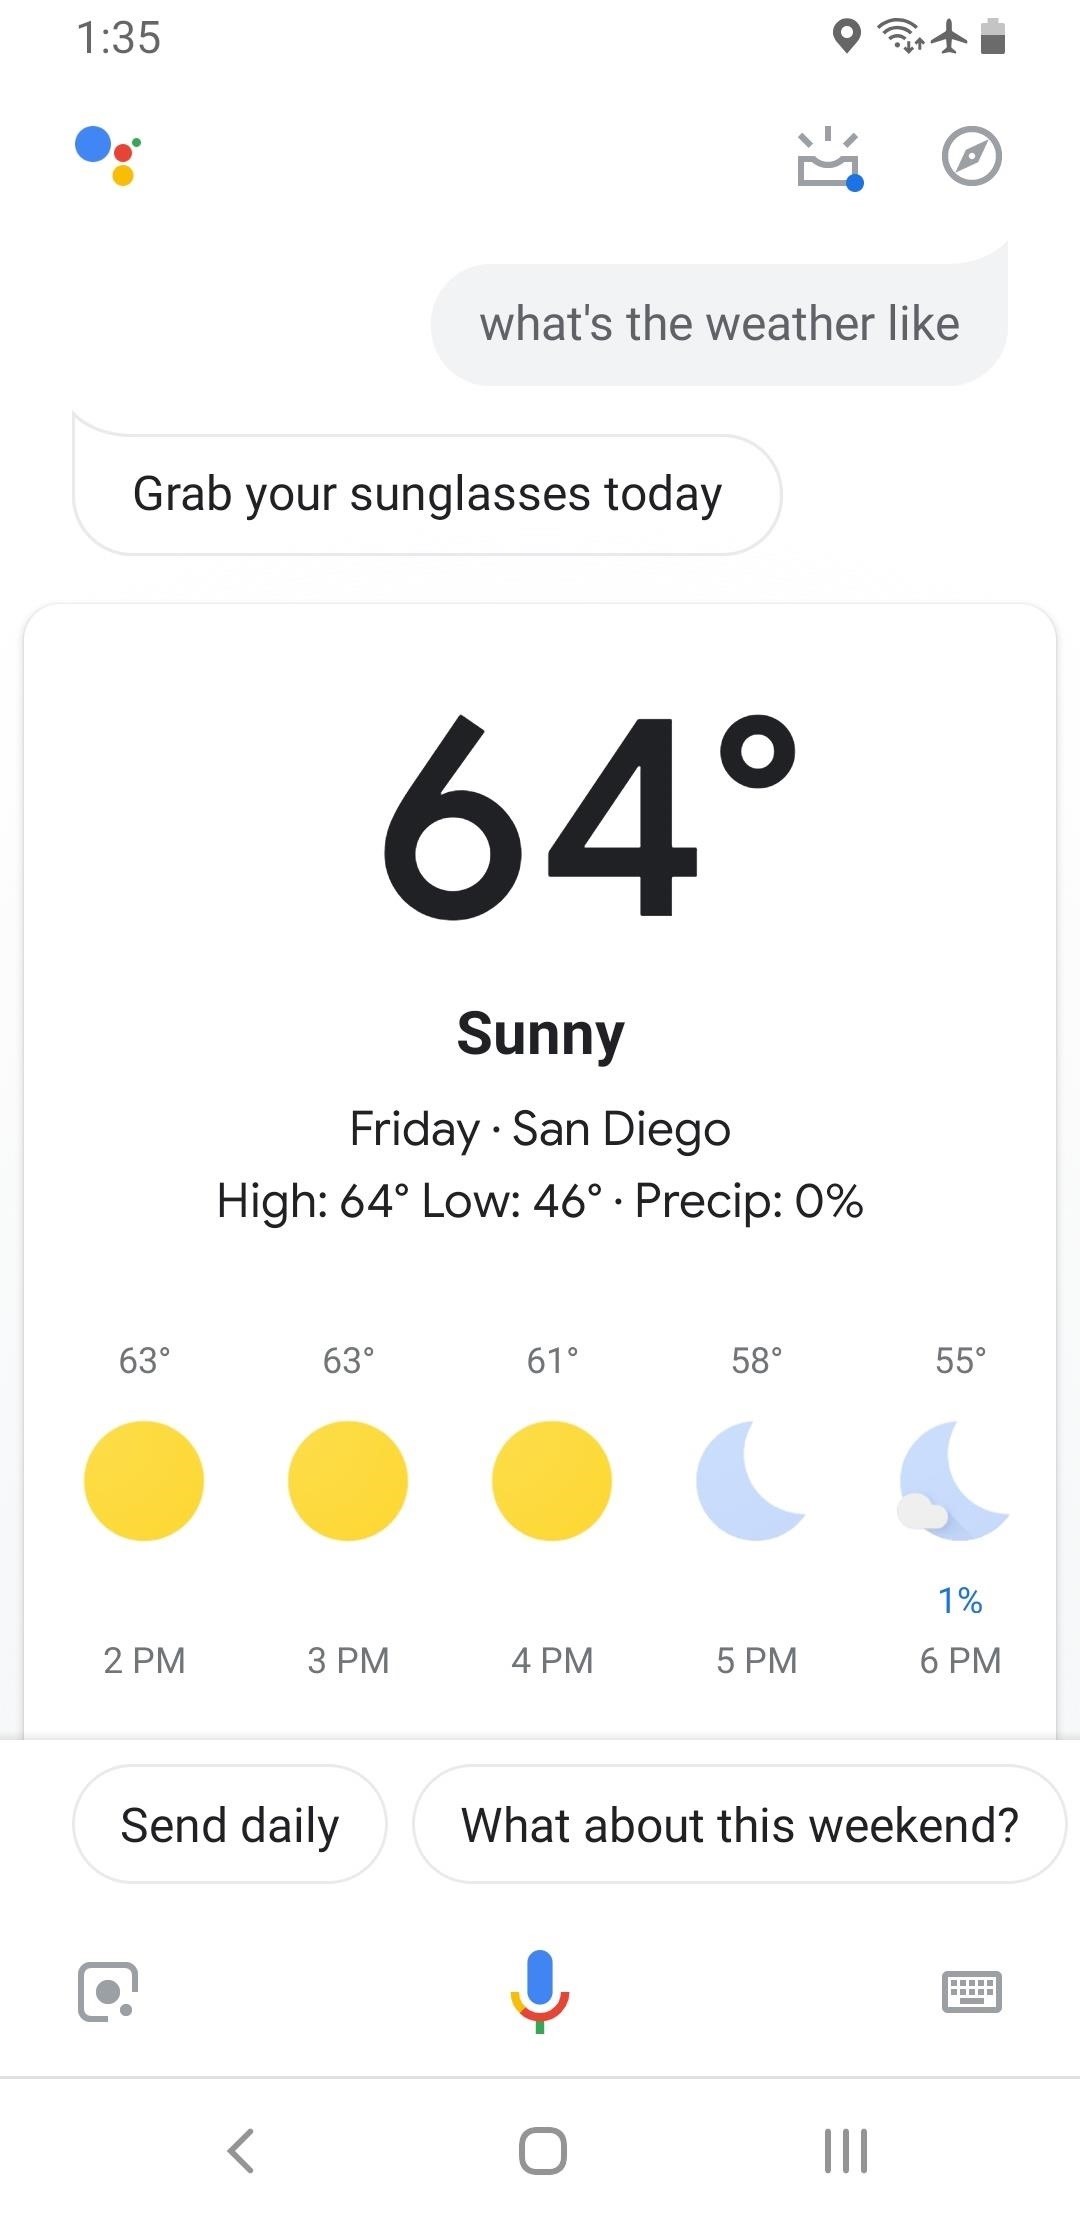 1:35
what's the weather like
Grab your sunglasses today
64°
Sunny
Friday · San Diego
High: 64° Low: 46° · Precip: 0%
63° 63° 61° 58° 55°
1%
2 PM 3 PM 4 PM 5 PM 6 PM
Send daily What about this weekend?